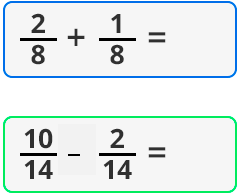 2/8 + 1/8 =
10/14 − 2/14 =